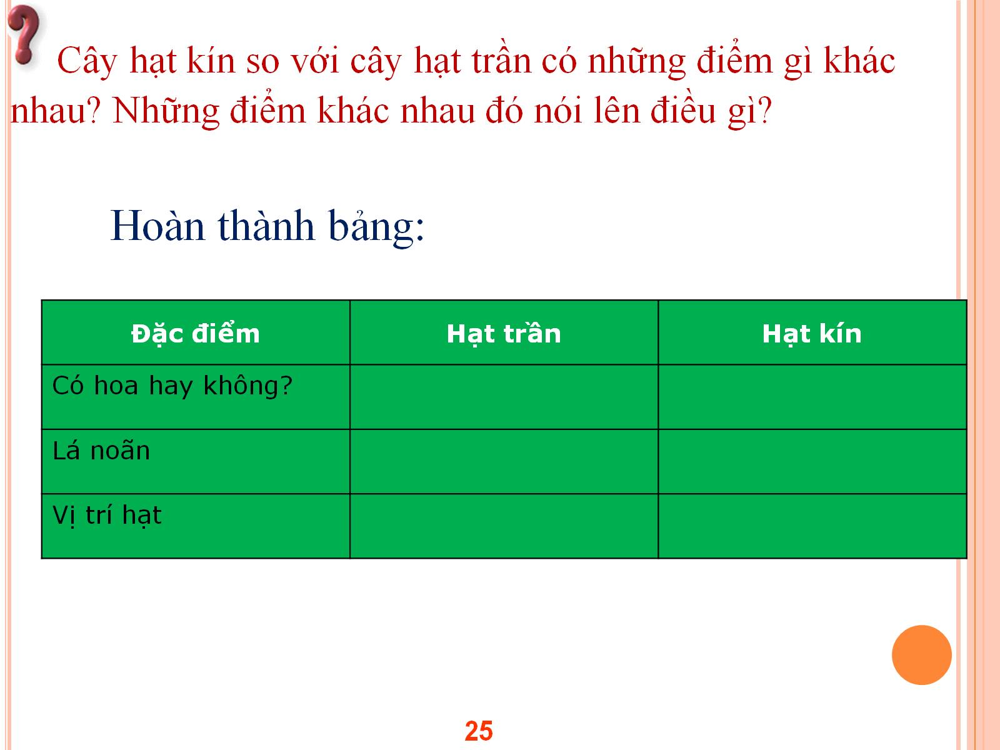 Cây hạt kín so với cây hạt trần có những điểm gì khác
nhau? Những điểm khác nhau đó nói lên điều gì?
Hoàn thành bảng:
Đặc điểm Hạt trần Hạt kín
Có hoa hay không?
Lá noãn
Vị trí hạt
25